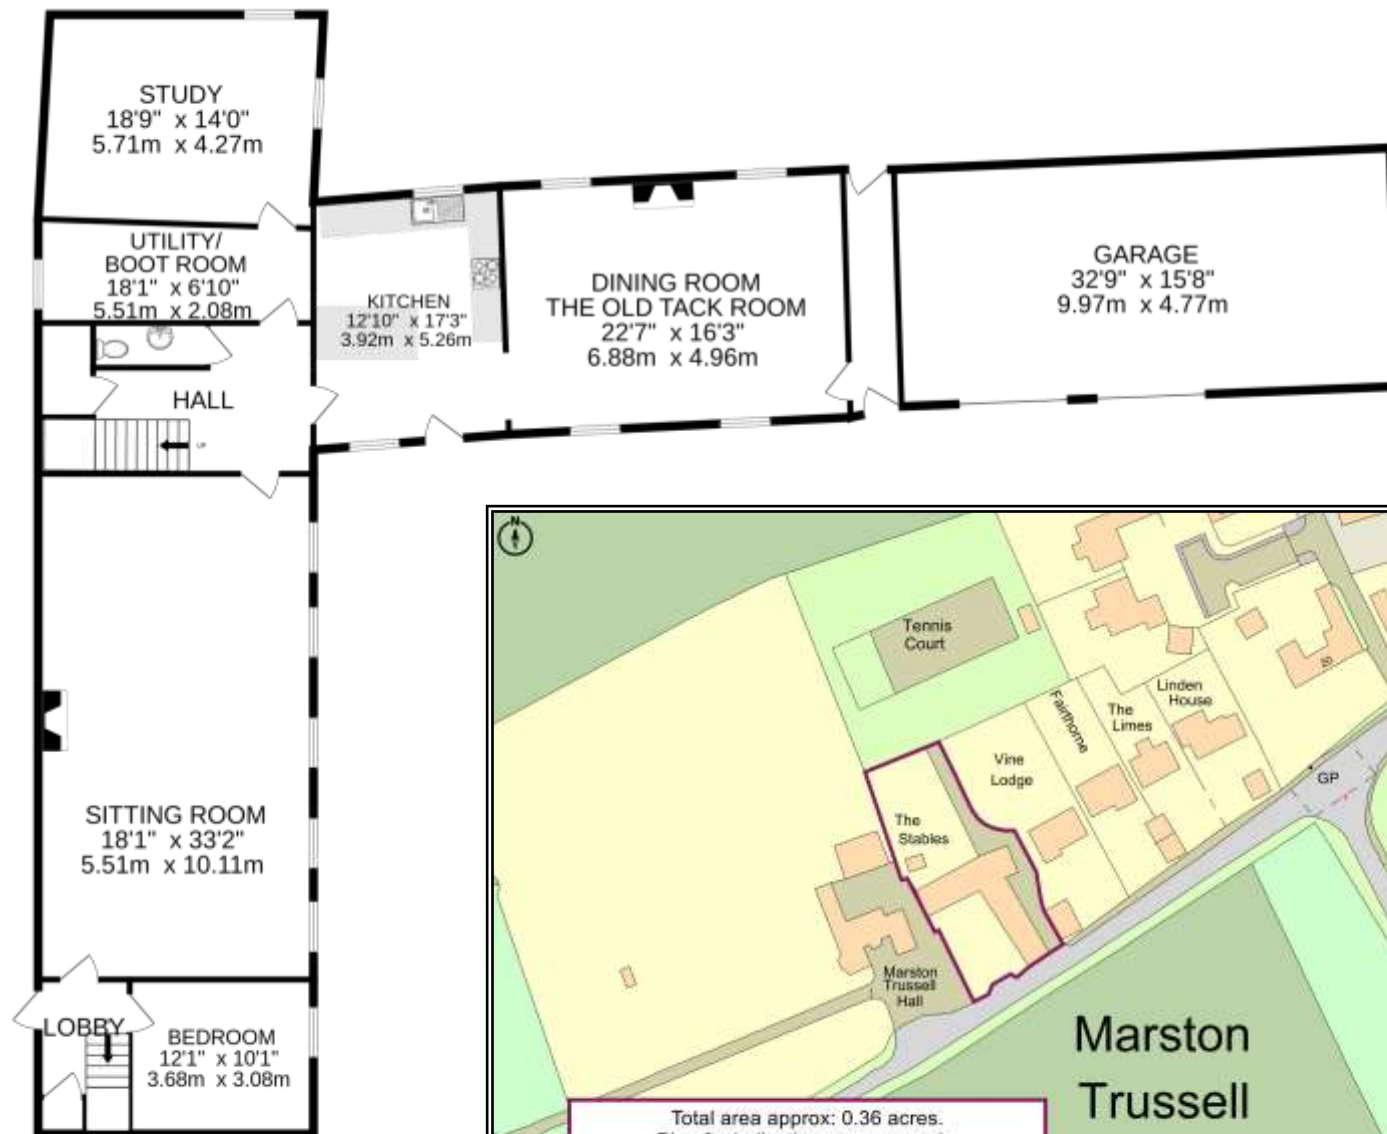 STUDY
18'9" x 14'0"
5.71m x 4.27m
UTILITY/
BOOT ROOM
18'1" x 6'10"
5.51m x 2.08m
KITCHEN
12'10" x 17'3"
3.92m x 5.26m
DINING ROOM
THE OLD TACK ROOM
22'7" x 16'3"
6.88m x 4.96m
GARAGE
32'9" x 15'8"
9.97m x 4.77m
HALL
UP
SITTING ROOM
18'1" x 33'2"
5.51m x 10.11m
LOBBY
BEDROOM
12'1" x 10'1"
3.68m x 3.08m
N
Tennis
Court
Linden
House
The
Limes
Fairthorne
Vine
Lodge
GP
The
Stables
Marston
Trussell
Hall
Marston
Trussell
Total area approx: 0.36 acres.